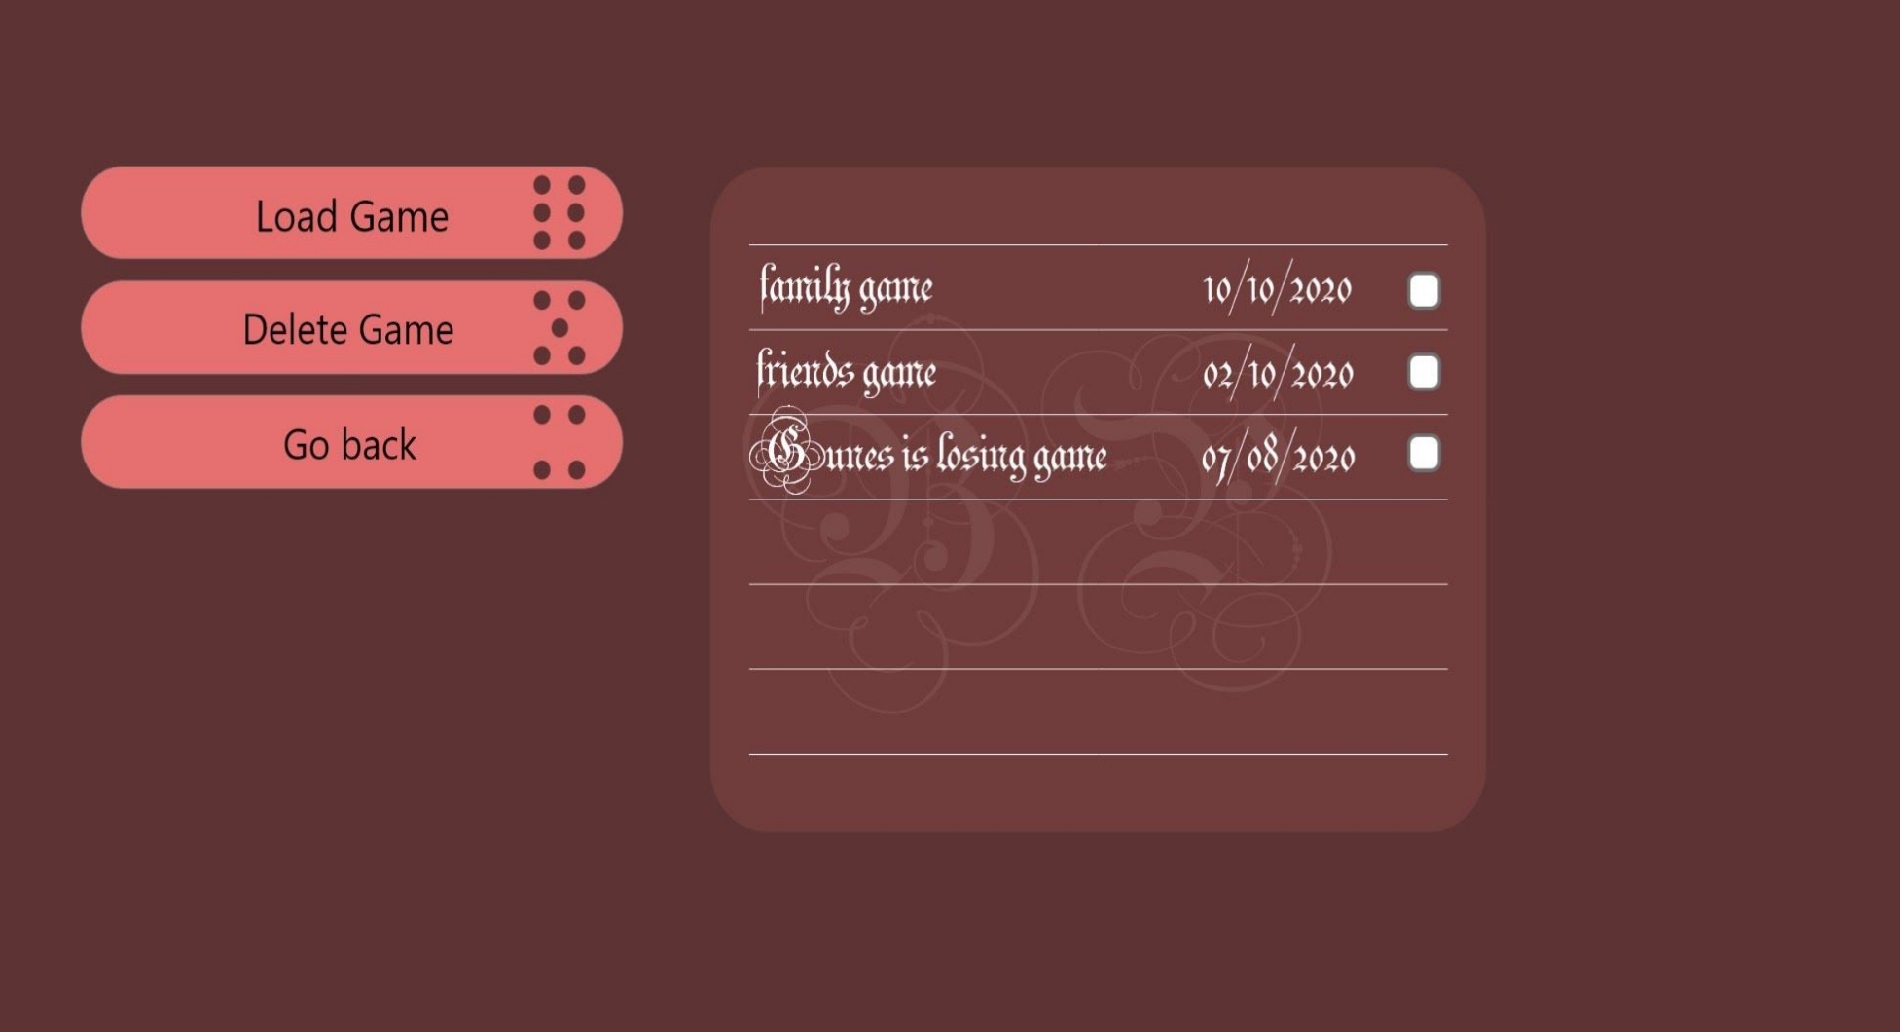 Load Game
Delete Game
Go back
family game 10/10/2020
friends game 02/10/2020
Gunes is losing game 07/08/2020